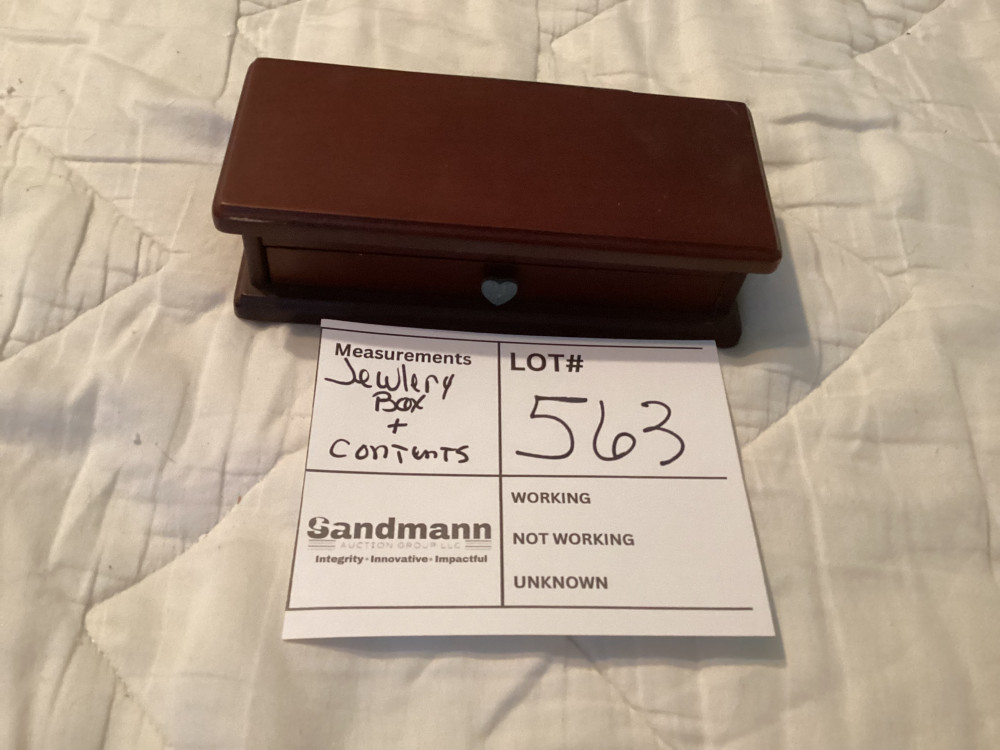 Measurements
Jewlery
Box
+
Contents
LOT#
563
Sandmann
AUCTION GROUP LLC
Integrity - Innovative - Impactful
WORKING
NOT WORKING
UNKNOWN